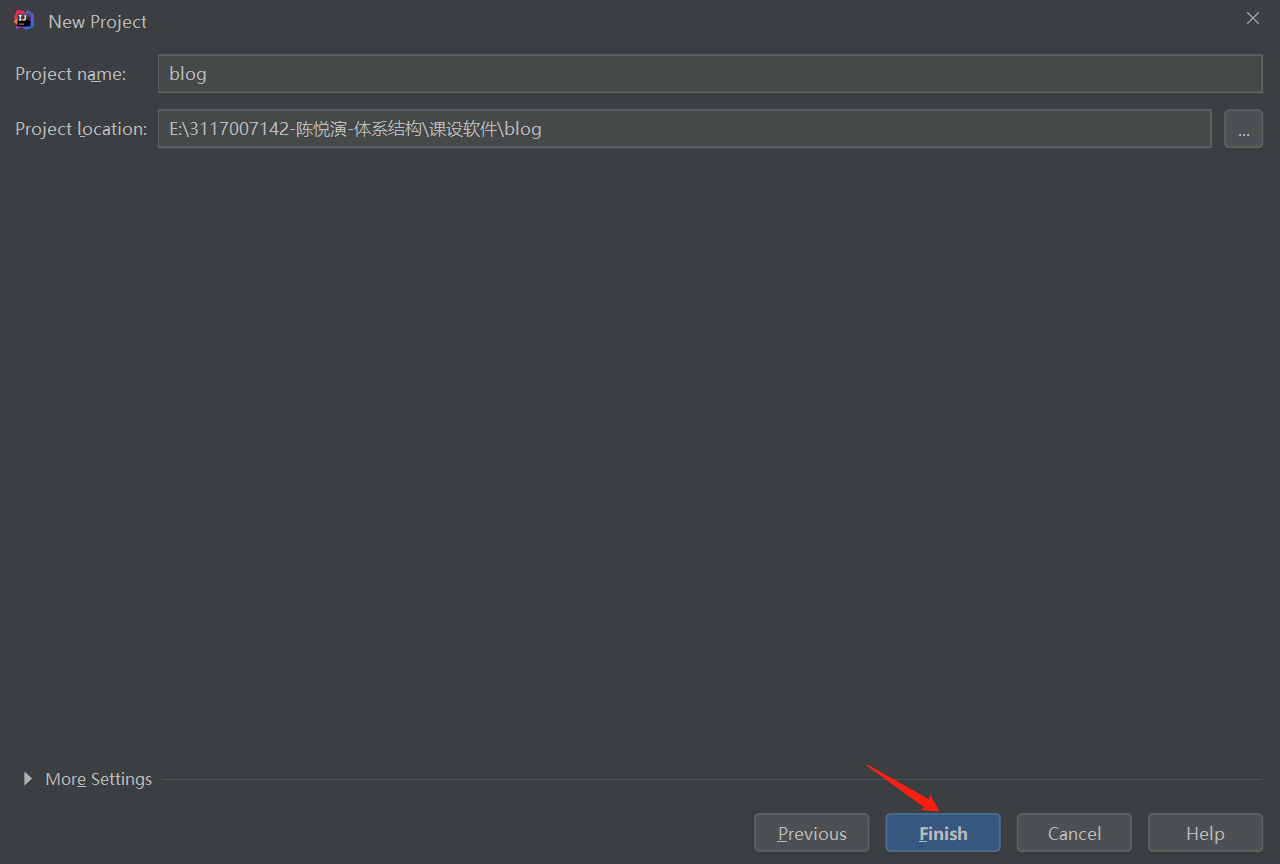 New Project
Project name: blog
Project location: E:\3117007142-陈悦演-体系结构\课设软件\blog ...
More Settings
Previous Finish Cancel Help